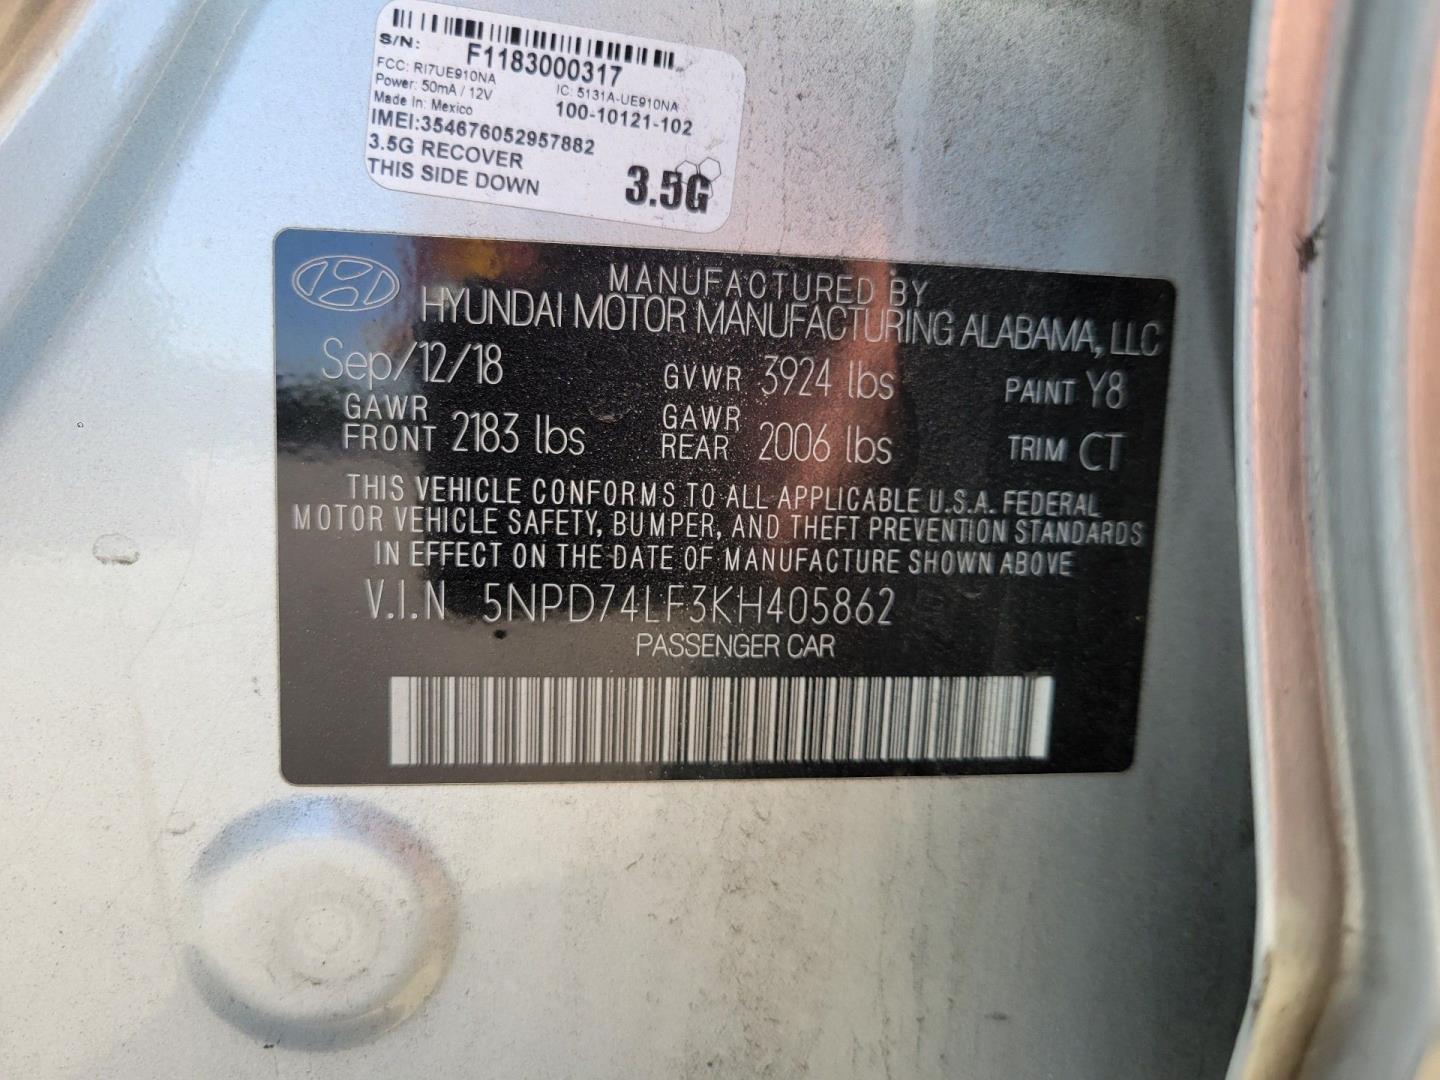 S/N: F1183000317
FCC: RI7UE910NA IC: 5131A-UE910NA
Power: 50mA / 12V
Made In: Mexico 100-10121-102
IMEI:354676052957882
3.5G RECOVER
THIS SIDE DOWN 3.5G
MANUFACTURED BY
HYUNDAI MOTOR MANUFACTURING ALABAMA, LLC
Sep/12/18 GVWR 3924 lbs PAINT Y8
GAWR FRONT 2183 lbs GAWR REAR 2006 lbs TRIM CT
THIS VEHICLE CONFORMS TO ALL APPLICABLE U.S.A. FEDERAL
MOTOR VEHICLE SAFETY, BUMPER, AND THEFT PREVENTION STANDARDS
IN EFFECT ON THE DATE OF MANUFACTURE SHOWN ABOVE
V.I.N 5NPD74LF3KH405862
PASSENGER CAR